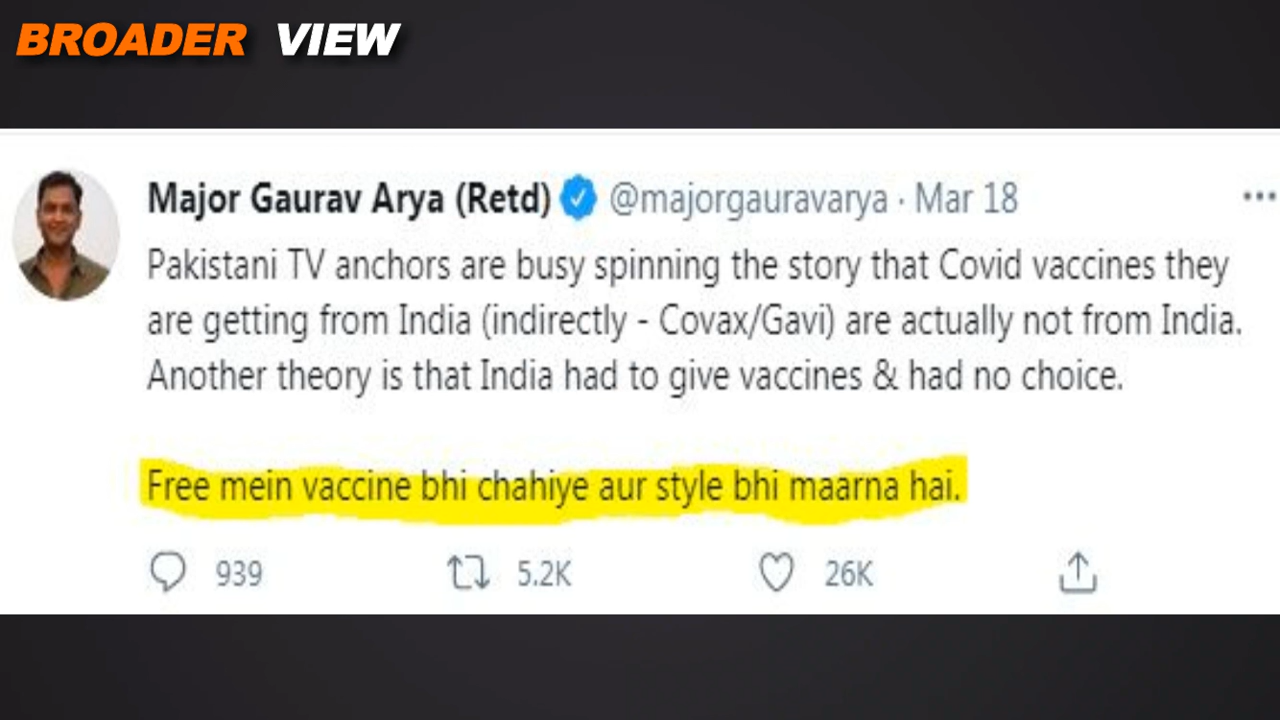 BROADER VIEW
Major Gaurav Arya (Retd) @majorgauravarya · Mar 18
Pakistani TV anchors are busy spinning the story that Covid vaccines they
are getting from India (indirectly - Covax/Gavi) are actually not from India.
Another theory is that India had to give vaccines & had no choice.
Free mein vaccine bhi chahiye aur style bhi maarna hai.
939 5.2K 26K